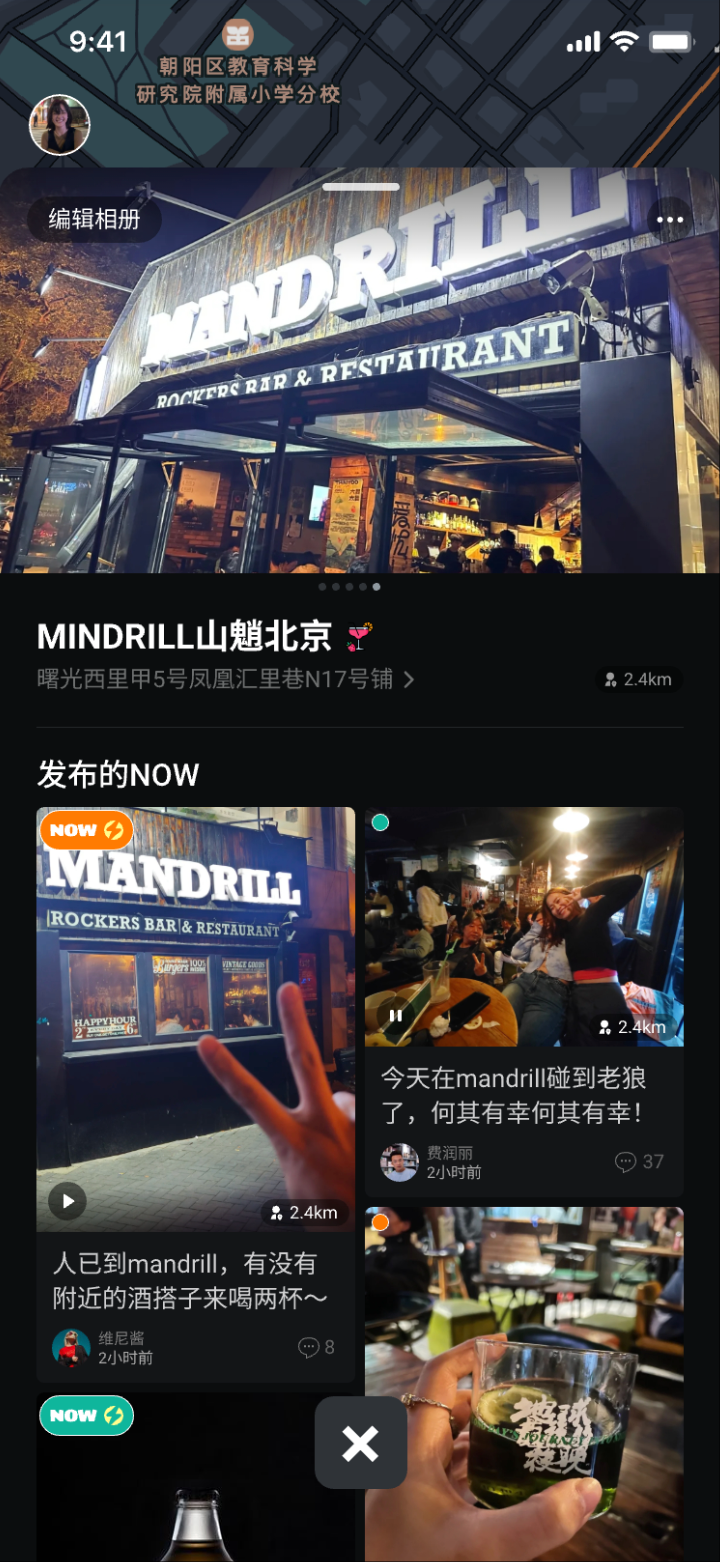 9:41
朝阳区教育科学
研究院附属小学分校
编辑相册
MANDRILL
ROCKERS BAR & RESTAURANT
MINDRILL山魈北京
曙光西里甲5号凤凰汇里巷N17号铺
2.4km
发布的NOW
NOW
MANDRILL
ROCKERS BAR & RESTAURANT
Burgers
100%
VINTAGE GOODS
HAPPYHOUR
2.4km
人已到mandrill，有没有
附近的酒搭子来喝两杯～
维尼酱
2小时前
8
2.4km
今天在mandrill碰到老狼
了，何其有幸何其有幸！
费润丽
2小时前
37
NOW
地球